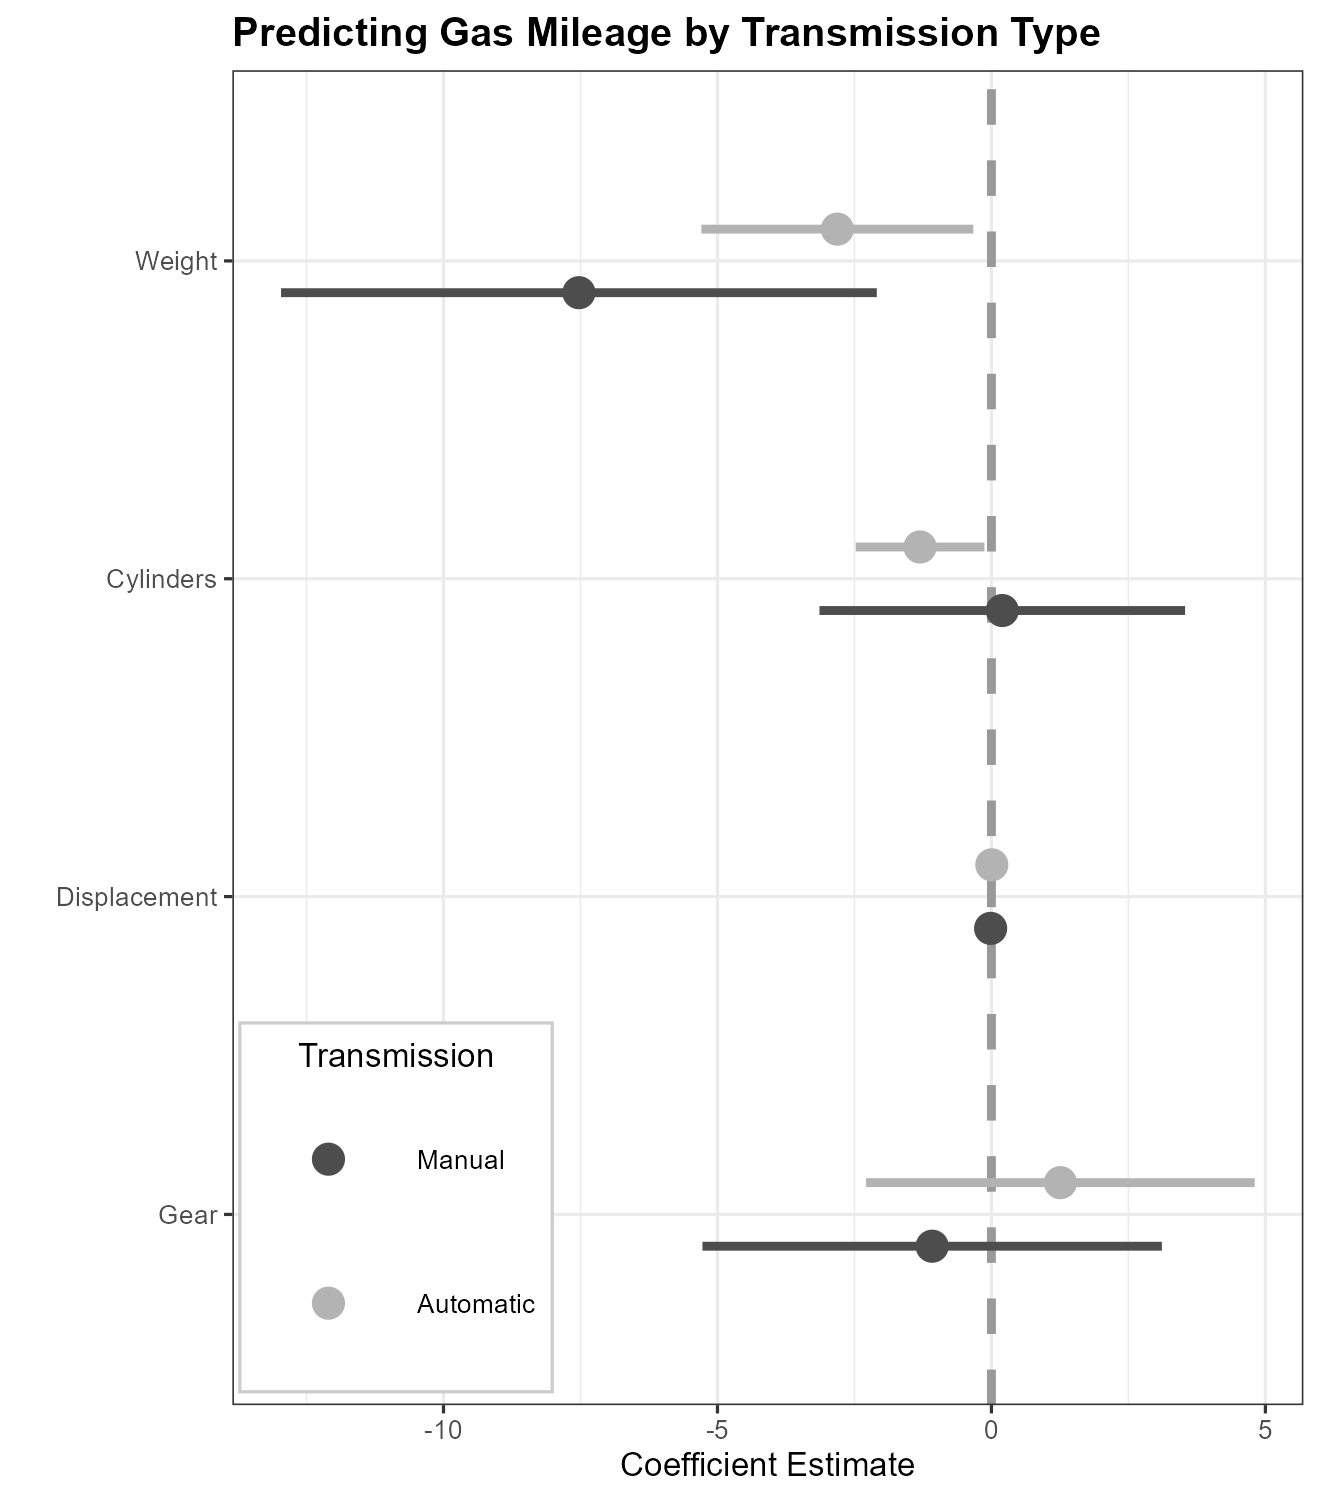 Predicting Gas Mileage by Transmission Type
Weight
Cylinders
Displacement
Gear
Transmission
Manual
Automatic
-10 -5 0 5
Coefficient Estimate